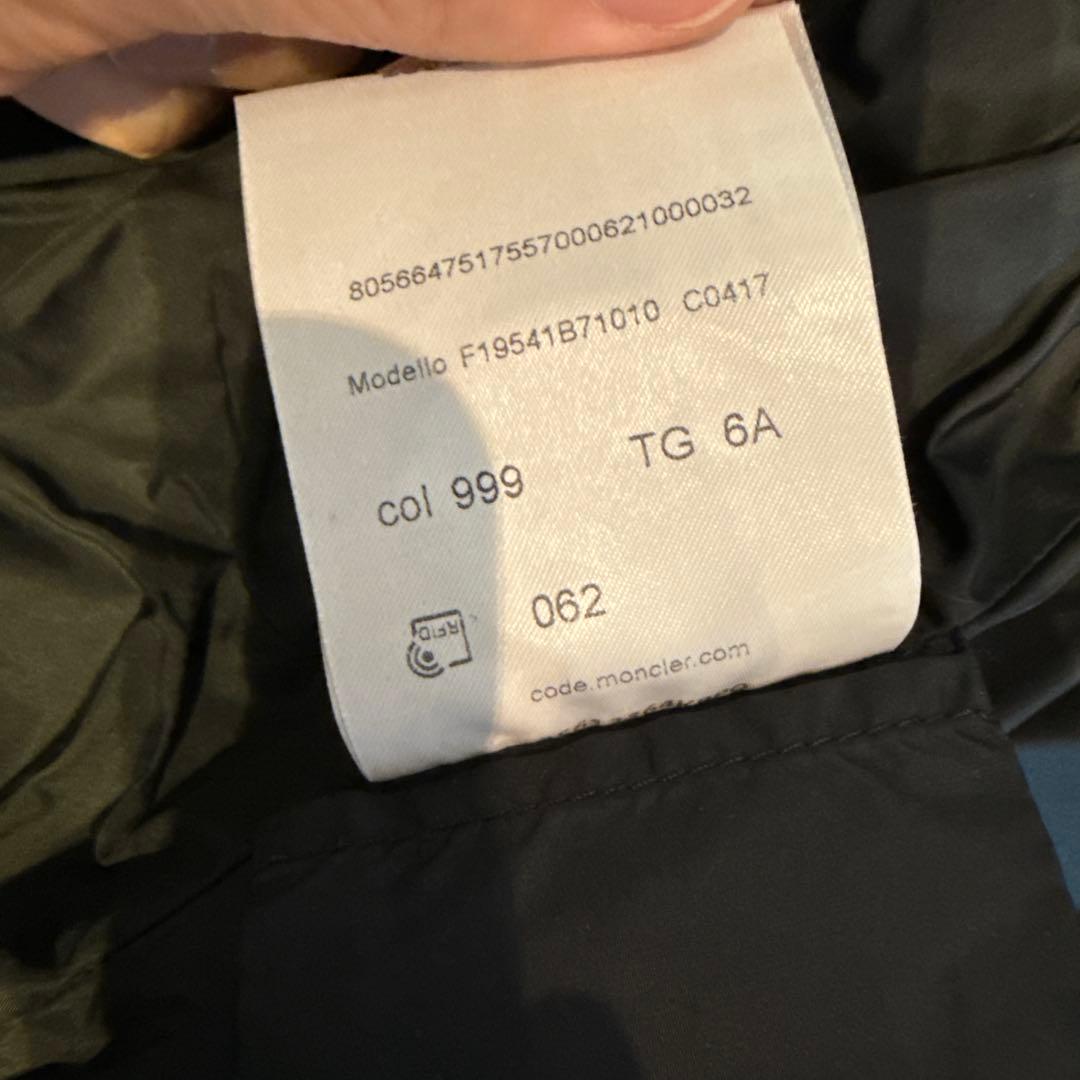 8056647517557000621000032
Modello F19541B71010 C0417
col 999 TG 6A
RFID 062
code.moncler.com